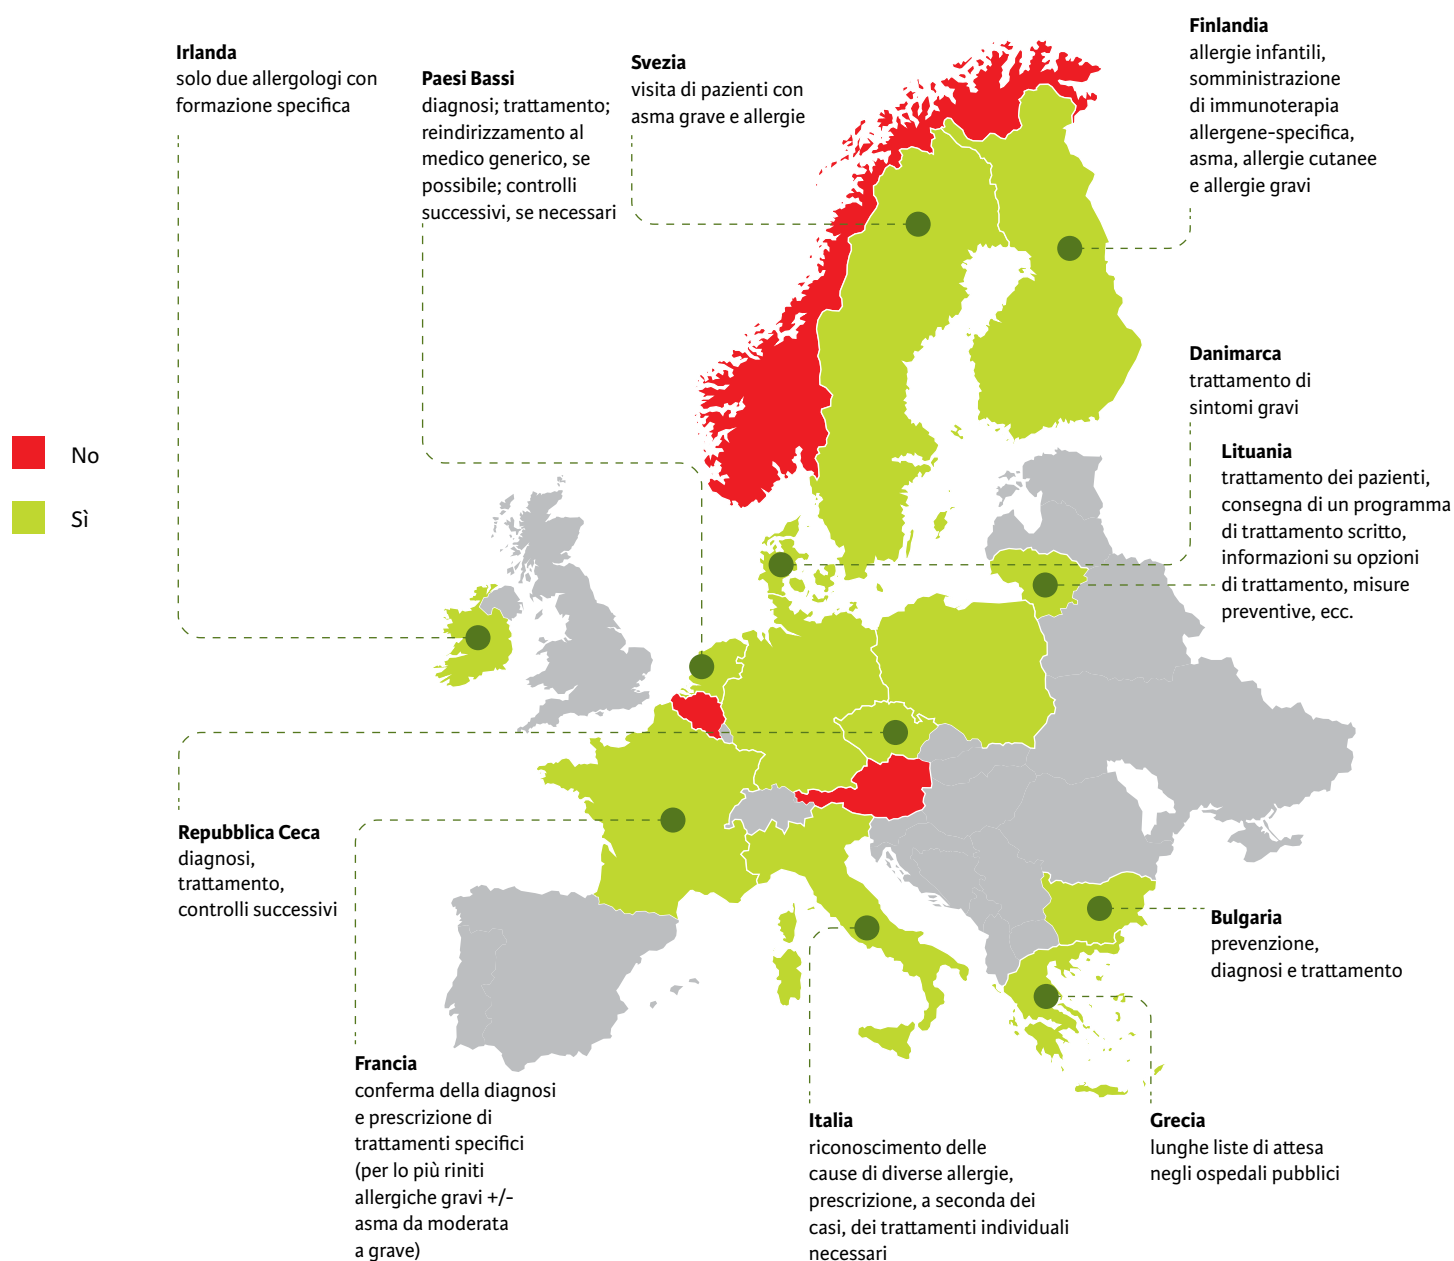 Irlanda
solo due allergologi con
formazione specifica
Paesi Bassi
diagnosi; trattamento;
reindirizzamento al
medico generico, se
possibile; controlli
successivi, se necessari
Svezia
visita di pazienti con
asma grave e allergie
Finlandia
allergie infantili,
somministrazione
di immunoterapia
allergene-specifica,
asma, allergie cutanee
e allergie gravi
Danimarca
trattamento di
sintomi gravi
Lituania
trattamento dei pazienti,
consegna di un programma
di trattamento scritto,
informazioni su opzioni
di trattamento, misure
preventive, ecc.
No
Sì
Repubblica Ceca
diagnosi,
trattamento,
controlli successivi
Bulgaria
prevenzione,
diagnosi e trattamento
Francia
conferma della diagnosi
e prescrizione di
trattamenti specifici
(per lo più riniti
allergiche gravi +/-
asma da moderata
a grave)
Italia
riconoscimento delle
cause di diverse allergie,
prescrizione, a seconda dei
casi, dei trattamenti individuali
necessari
Grecia
lunghe liste di attesa
negli ospedali pubblici